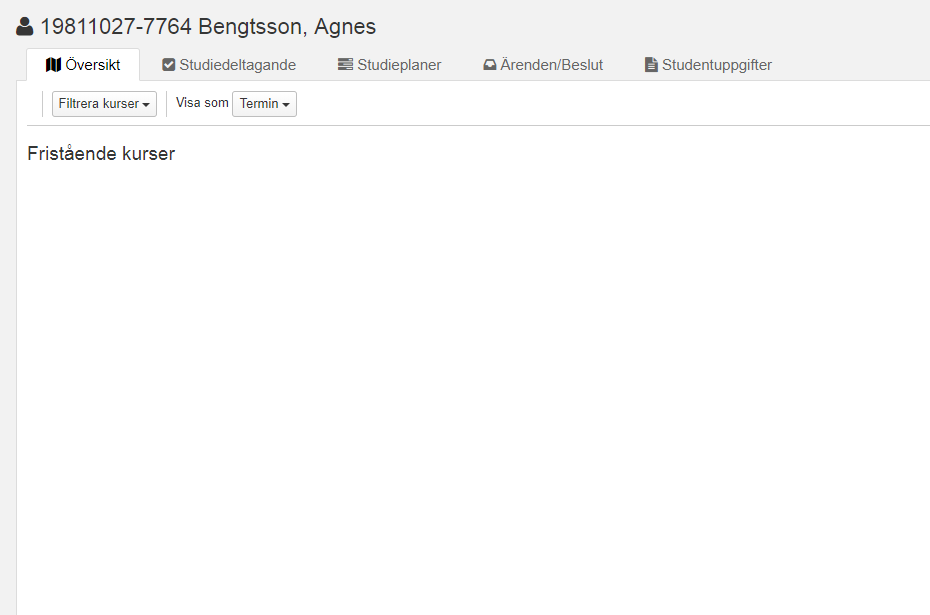 19811027-7764 Bengtsson, Agnes
Översikt Studiedeltagande Studieplaner Ärenden/Beslut Studentuppgifter
Filtrera kurser Visa som Termin
Fristående kurser